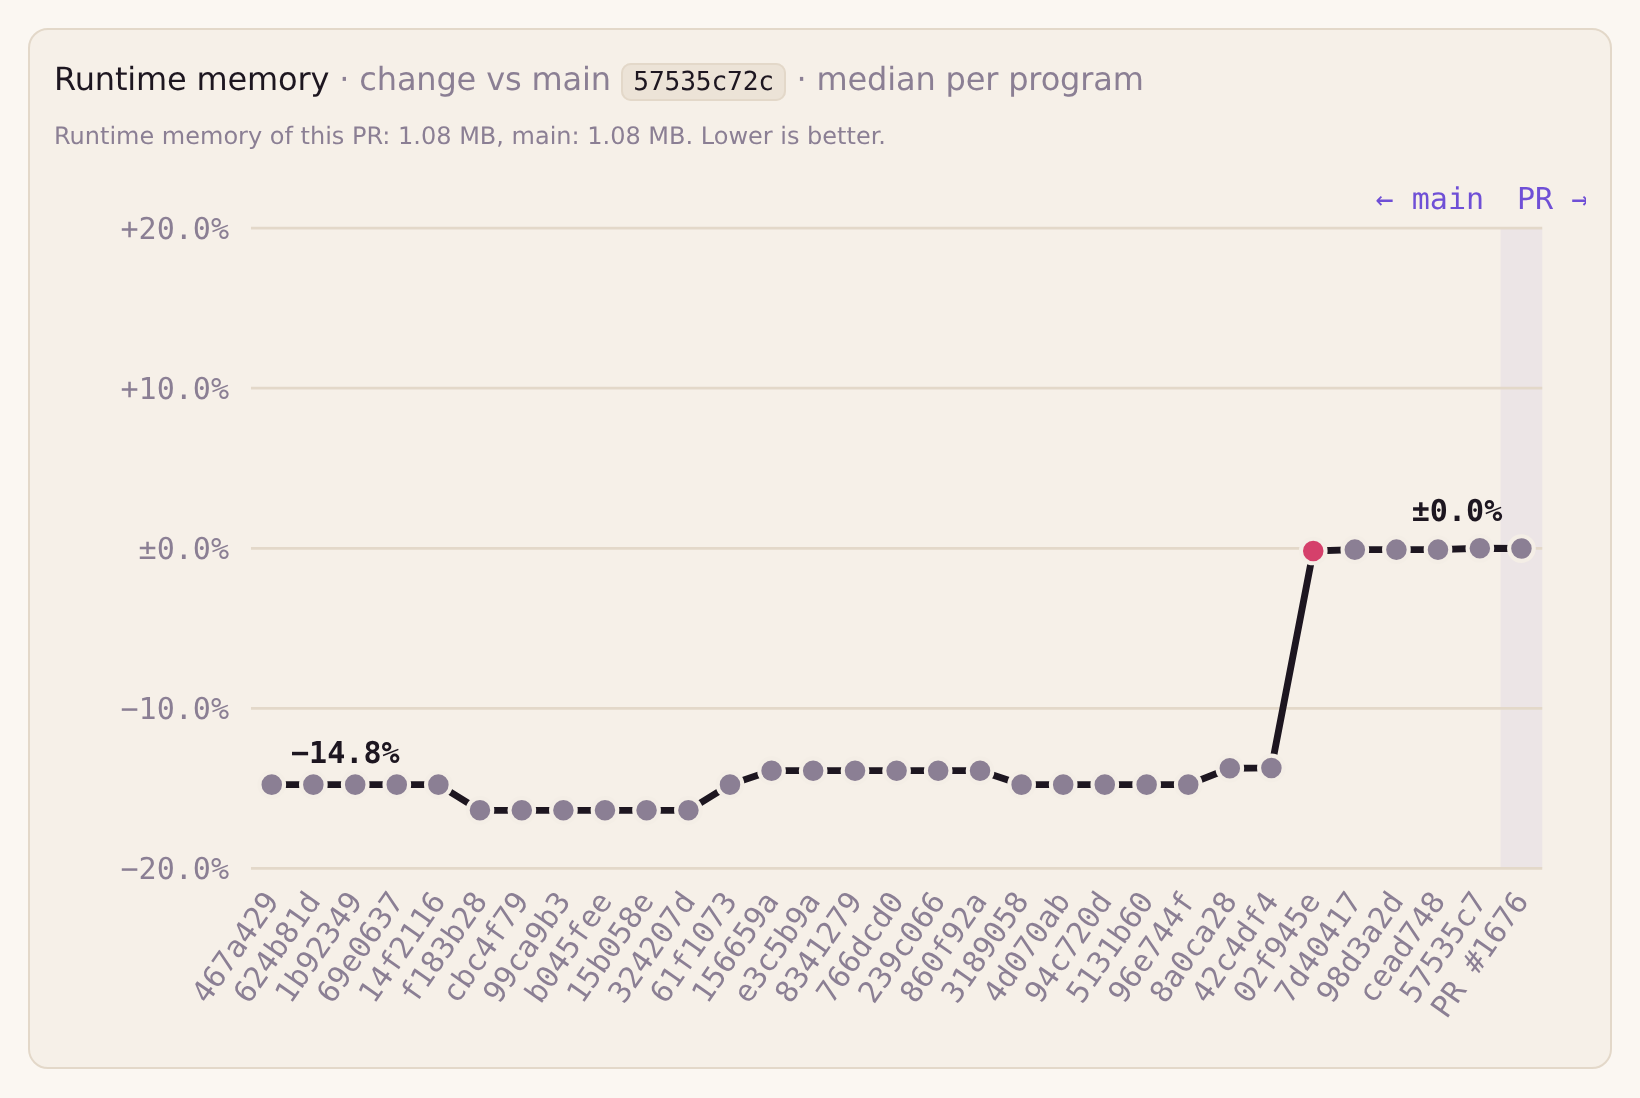 Runtime memory · change vs main 57535c72c · median per program
Runtime memory of this PR: 1.08 MB, main: 1.08 MB. Lower is better.
← main PR →
+20.0%
+10.0%
±0.0%
−10.0%
−20.0%
−14.8%
±0.0%
467a429
624b81d
1b92349
69e0637
14f2116
f183b28
cbc4f79
99ca9b3
b045fee
15b058e
324207d
61f1073
156659a
e3c5b9a
8341279
766dcd0
239c066
860f92a
3189058
4d070ab
94c720d
5131b60
96e744f
8a0ca28
42c4df4
02f945e
7d40417
98d3a2d
cead748
57535c7
PR #1676